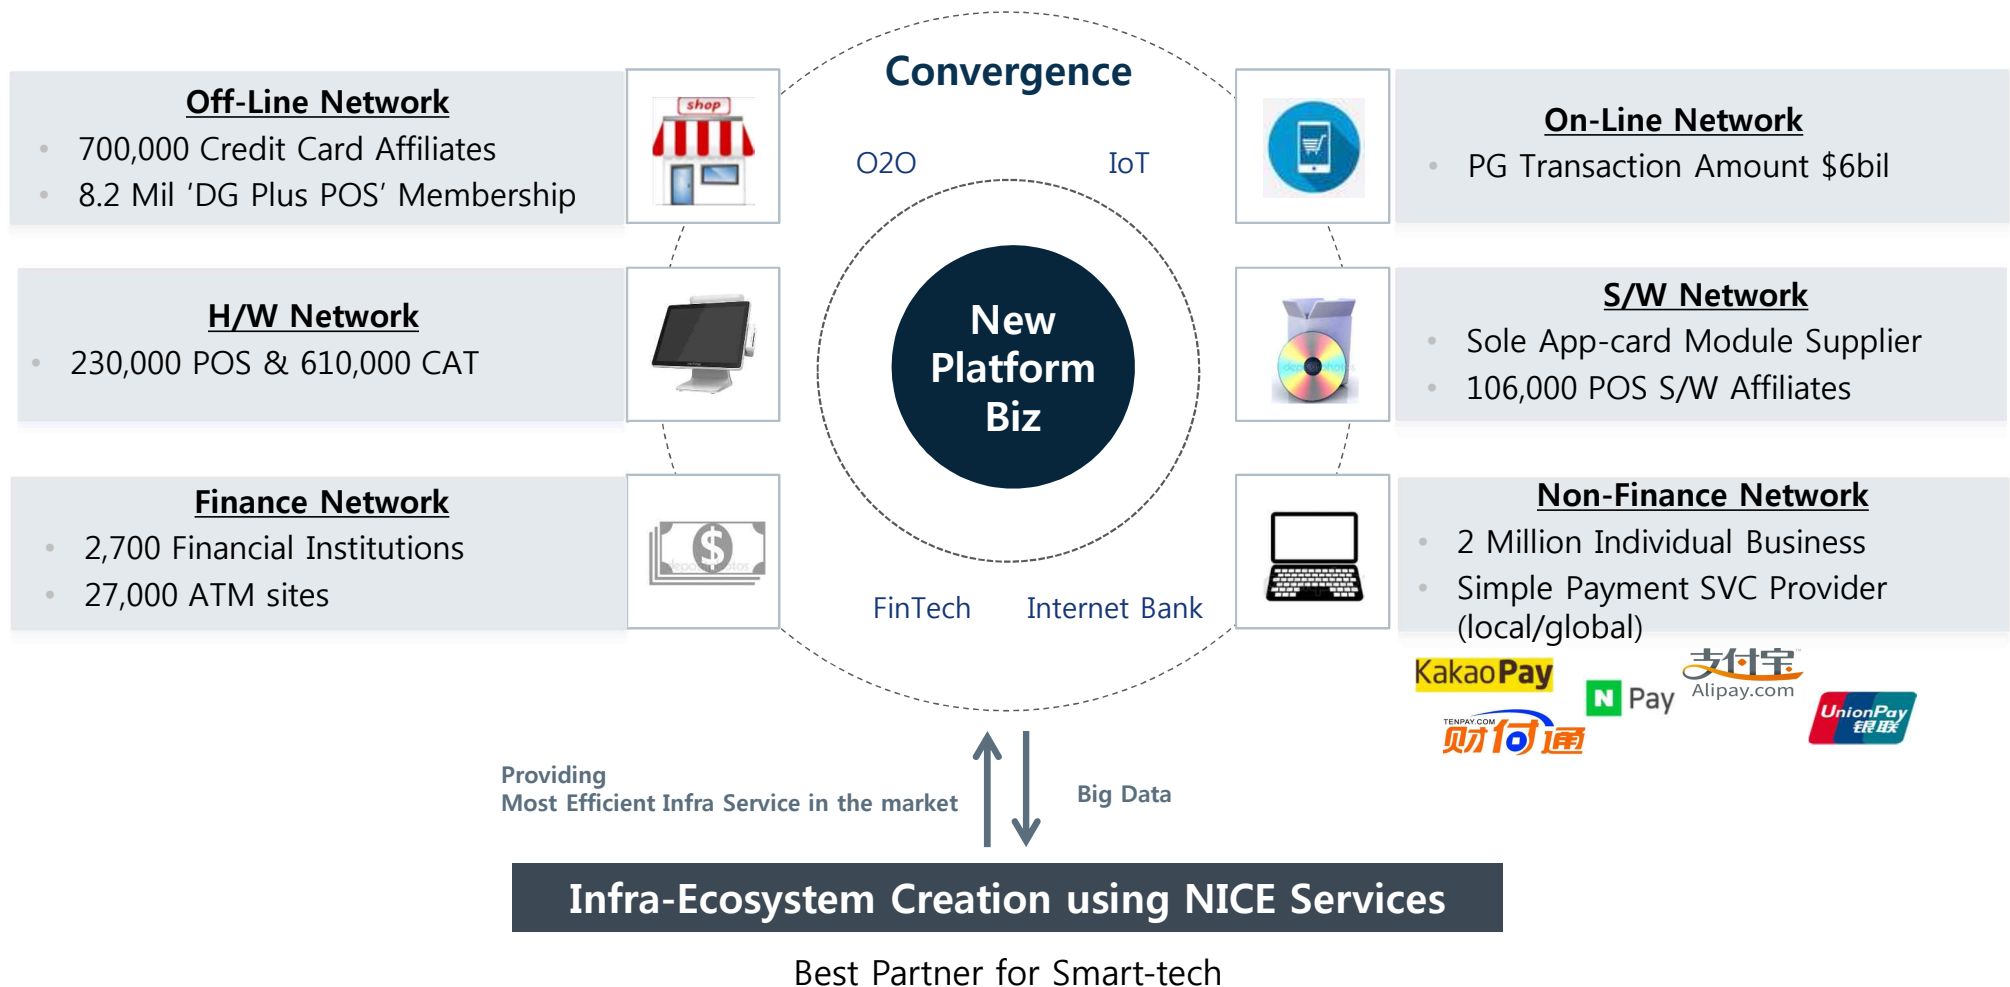 Convergence
Off-Line Network
• 700,000 Credit Card Affiliates
• 8.2 Mil ‘DG Plus POS’ Membership
shop
O2O
IoT
On-Line Network
• PG Transaction Amount $6bil
H/W Network
• 230,000 POS & 610,000 CAT
New
Platform
Biz
S/W Network
• Sole App-card Module Supplier
• 106,000 POS S/W Affiliates
depositphotos
Finance Network
• 2,700 Financial Institutions
• 27,000 ATM sites
$
depositphotos
FinTech
Internet Bank
Non-Finance Network
• 2 Million Individual Business
• Simple Payment SVC Provider
(local/global)
KakaoPay
N Pay
支付宝
Alipay.com
TENPAY.COM
财付通
UnionPay
银联
Providing
Most Efficient Infra Service in the market
Big Data
Infra-Ecosystem Creation using NICE Services
Best Partner for Smart-tech